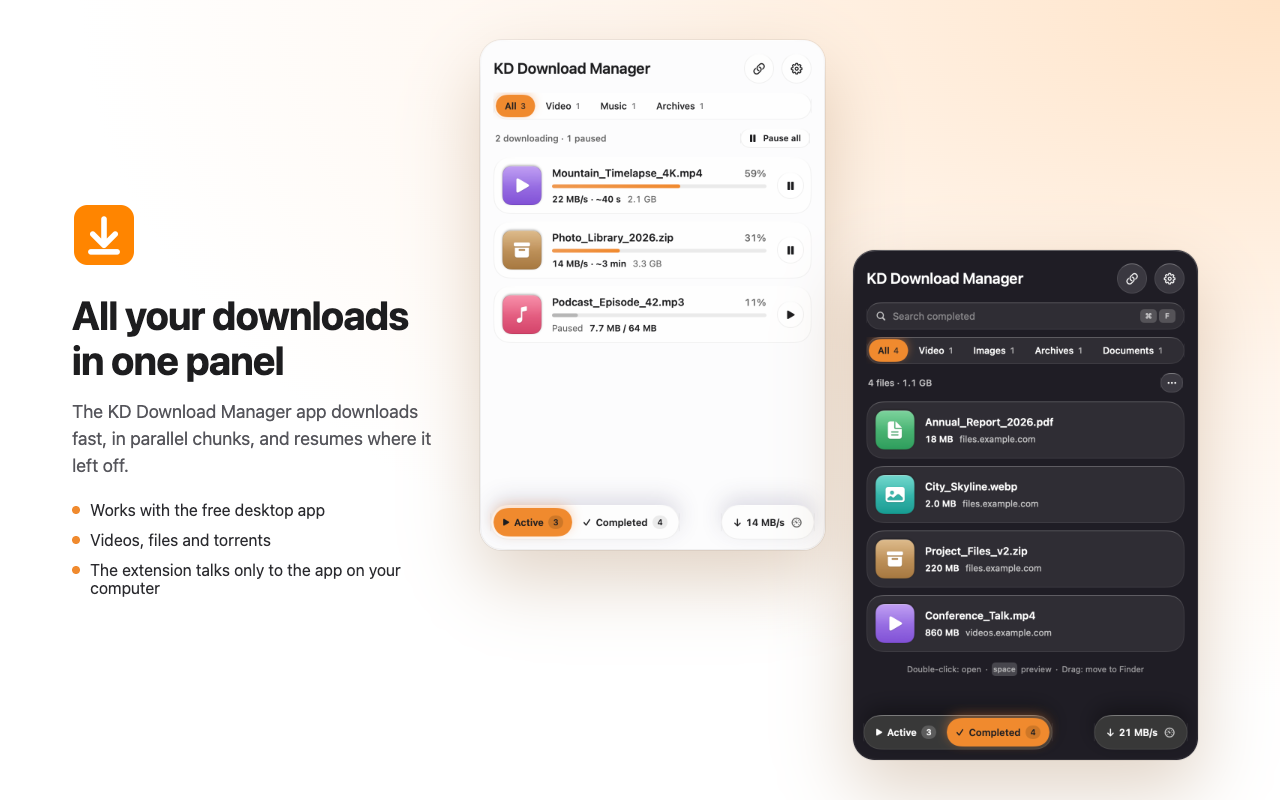 All your downloads
in one panel
The KD Download Manager app downloads
fast, in parallel chunks, and resumes where it
left off.
Works with the free desktop app
Videos, files and torrents
The extension talks only to the app on your
computer
KD Download Manager
All 3 Video 1 Music 1 Archives 1
2 downloading · 1 paused Pause all
Mountain_Timelapse_4K.mp4 59%
22 MB/s · ~40 s 2.1 GB
Photo_Library_2026.zip 31%
14 MB/s · ~3 min 3.3 GB
Podcast_Episode_42.mp3 11%
Paused 7.7 MB / 64 MB
Active 3 Completed 4 14 MB/s
KD Download Manager
Search completed ⌘ F
All 4 Video 1 Images 1 Archives 1 Documents 1
4 files · 1.1 GB
Annual_Report_2026.pdf
18 MB files.example.com
City_Skyline.webp
2.0 MB files.example.com
Project_Files_v2.zip
220 MB files.example.com
Conference_Talk.mp4
860 MB videos.example.com
Double-click: open · space preview · Drag: move to Finder
Active 3 Completed 4 21 MB/s